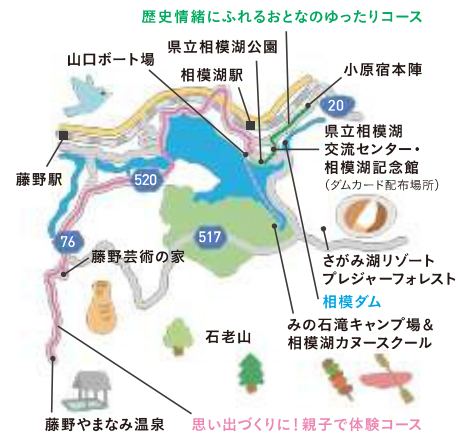 歴史情緒にふれるおとなのゆったりコース
県立相模湖公園
山口ボート場
相模湖駅
小原宿本陣
20
県立相模湖
交流センター・
相模湖記念館
(ダムカード配布場所)
藤野駅
520
76
517
藤野芸術の家
さがみ湖リゾート
プレジャーフォレスト
相模ダム
みの石滝キャンプ場&
相模湖カヌースクール
石老山
藤野やまなみ温泉
思い出づくりに!親子で体験コース